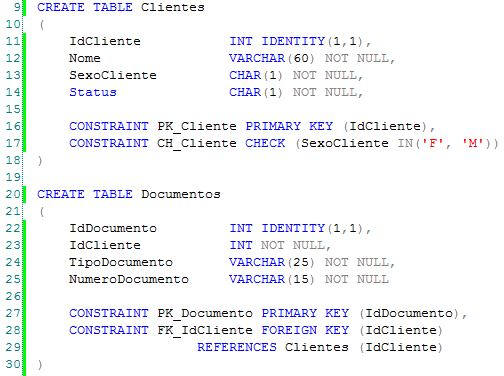 9 CREATE TABLE Clientes
10 (
11 IdCliente INT IDENTITY(1,1),
12 Nome VARCHAR(60) NOT NULL,
13 SexoCliente CHAR(1) NOT NULL,
14 Status CHAR(1) NOT NULL,
15
16 CONSTRAINT PK_Cliente PRIMARY KEY (IdCliente),
17 CONSTRAINT CH_Cliente CHECK (SexoCliente IN('F', 'M'))
18 )
19
20 CREATE TABLE Documentos
21 (
22 IdDocumento INT IDENTITY(1,1),
23 IdCliente INT NOT NULL,
24 TipoDocumento VARCHAR(25) NOT NULL,
25 NumeroDocumento VARCHAR(15) NOT NULL
26
27 CONSTRAINT PK_Documento PRIMARY KEY (IdDocumento),
28 CONSTRAINT FK_IdCliente FOREIGN KEY (IdCliente)
29 REFERENCES Clientes (IdCliente)
30 )